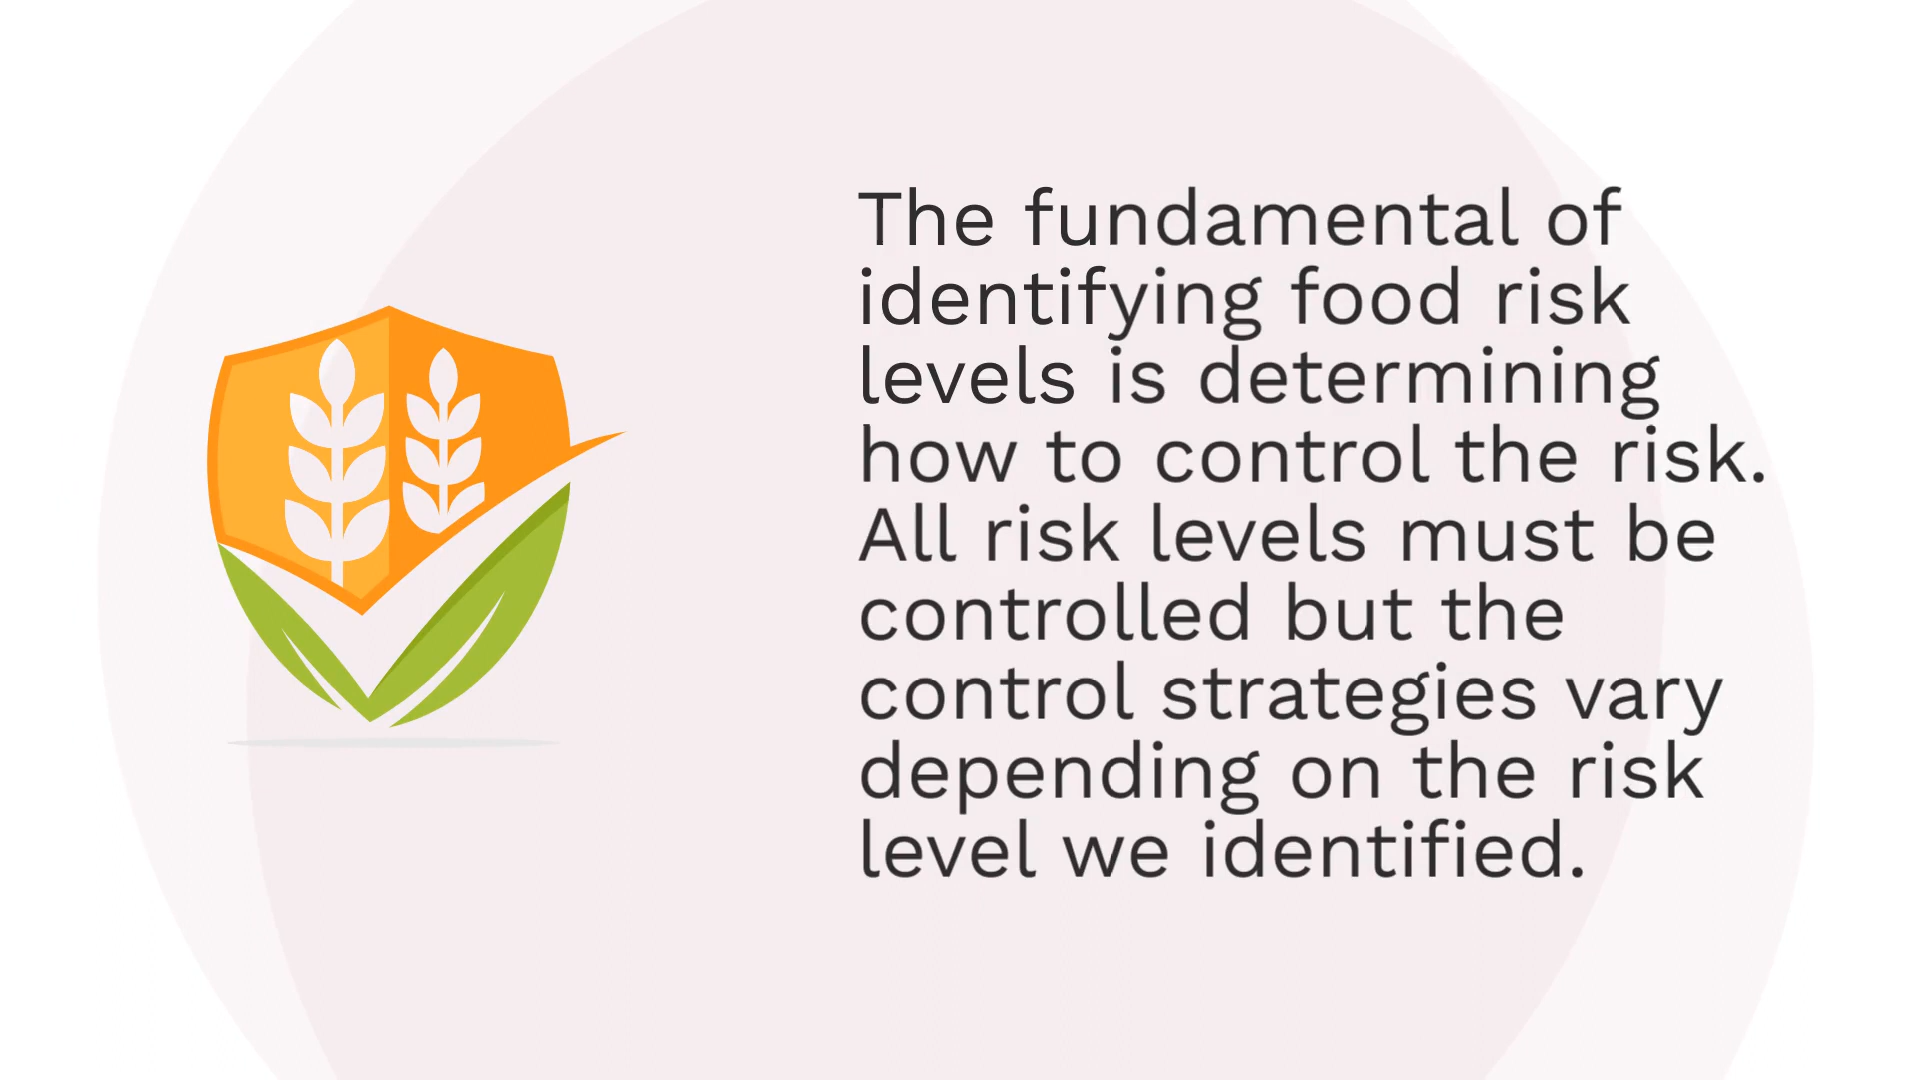 The fundamental of
identifying food risk
levels is determining
how to control the risk.
All risk levels must be
controlled but the
control strategies vary
depending on the risk
level we identified.